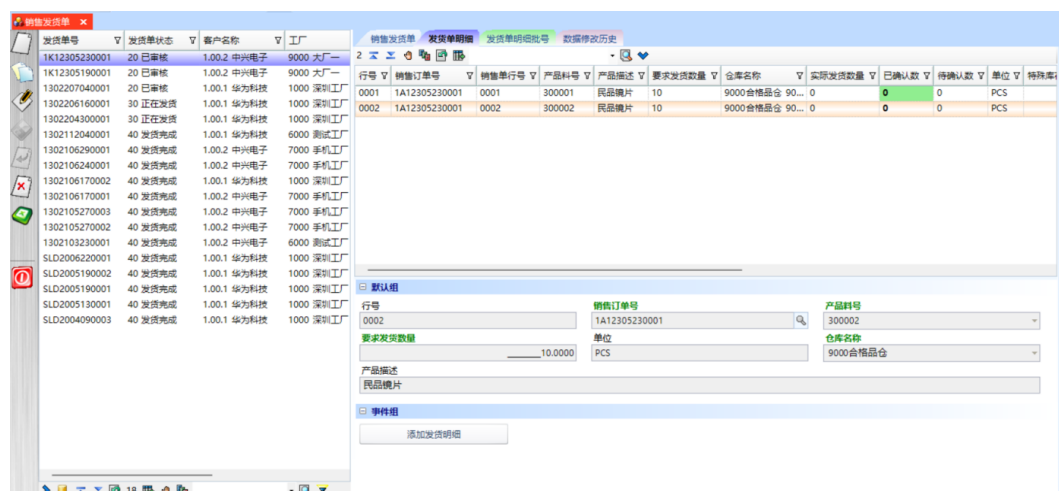 销售发货单 ×
发货单号 发货单状态 客户名称 工厂
1K12305230001 20 已审核 1.00.2 中兴电子 9000 大厂一
1K12305190001 20 已审核 1.00.2 中兴电子 9000 大厂一
1302207040001 20 已审核 1.00.1 华为科技 1000 深圳工厂
1302206160001 30 正在发货 1.00.1 华为科技 1000 深圳工厂
1302204300001 30 正在发货 1.00.1 华为科技 1000 深圳工厂
1302112040001 40 发货完成 1.00.1 华为科技 6000 测试工厂
1302106290001 40 发货完成 1.00.2 中兴电子 7000 手机工厂
1302106240001 40 发货完成 1.00.2 中兴电子 7000 手机工厂
1302106170002 40 发货完成 1.00.1 华为科技 1000 深圳工厂
1302106170001 40 发货完成 1.00.2 中兴电子 7000 手机工厂
1302105270003 40 发货完成 1.00.2 中兴电子 7000 手机工厂
1302105270002 40 发货完成 1.00.2 中兴电子 7000 手机工厂
1302103230001 40 发货完成 1.00.2 中兴电子 6000 测试工厂
SLD2006220001 40 发货完成 1.00.1 华为科技 1000 深圳工厂
SLD2005190002 40 发货完成 1.00.1 华为科技 1000 深圳工厂
SLD2005190001 40 发货完成 1.00.1 华为科技 1000 深圳工厂
SLD2005130001 40 发货完成 1.00.1 华为科技 1000 深圳工厂
SLD2004090003 40 发货完成 1.00.1 华为科技 1000 深圳工厂
18
销售发货单 发货单明细 发货单明细批号 数据修改历史
2
行号 销售订单号 销售单行号 产品料号 产品描述 要求发货数量 仓库名称 实际发货数量 已确认数 待确认数 单位 特殊库
0001 1A12305230001 0001 300001 民品镜片 10 9000合格品仓 90... 0 0 0 PCS
0002 1A12305230001 0002 300002 民品镜片 10 9000合格品仓 90... 0 0 0 PCS
默认组
行号 销售订单号 产品料号
0002 1A12305230001 300002
要求发货数量 单位 仓库名称
______10.0000 PCS 9000合格品仓
产品描述
民品镜片
事件组
添加发货明细